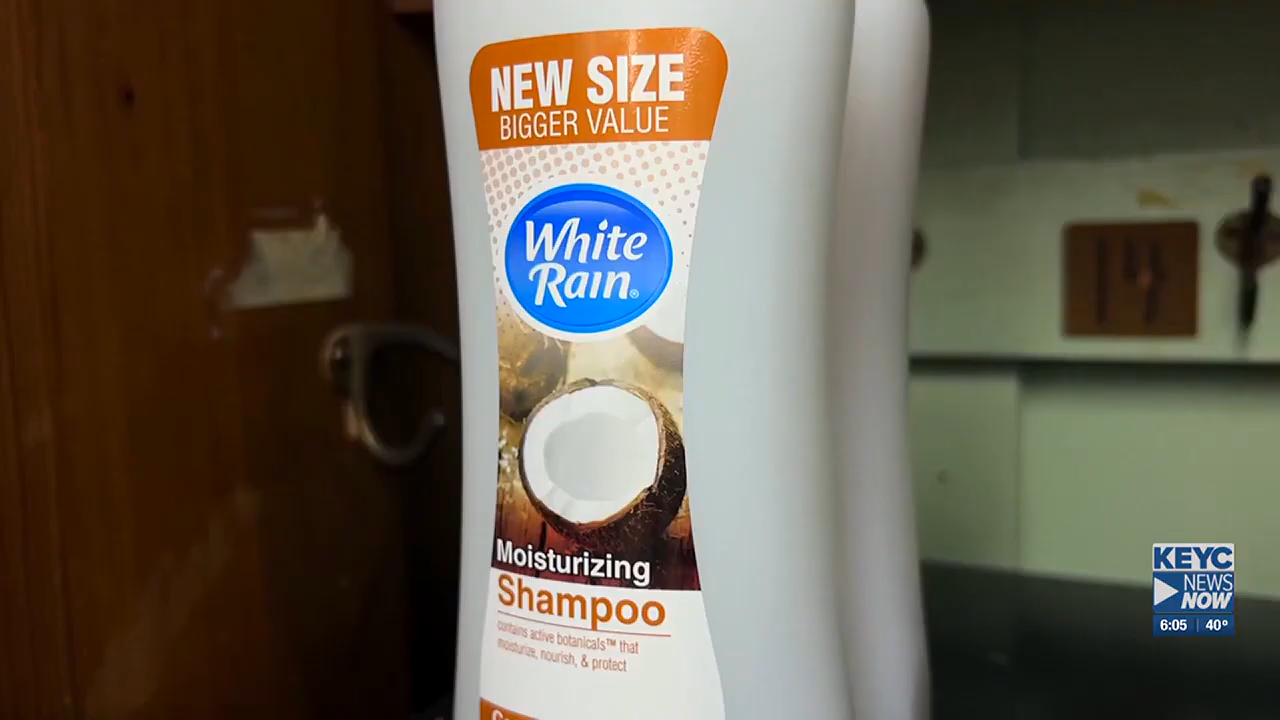 NEW SIZE
BIGGER VALUE
White
Rain®
Moisturizing
Shampoo
contains active botanicals™ that
moisturize, nourish, & protect
14
KEYC
NEWS
NOW
6:05 | 40°